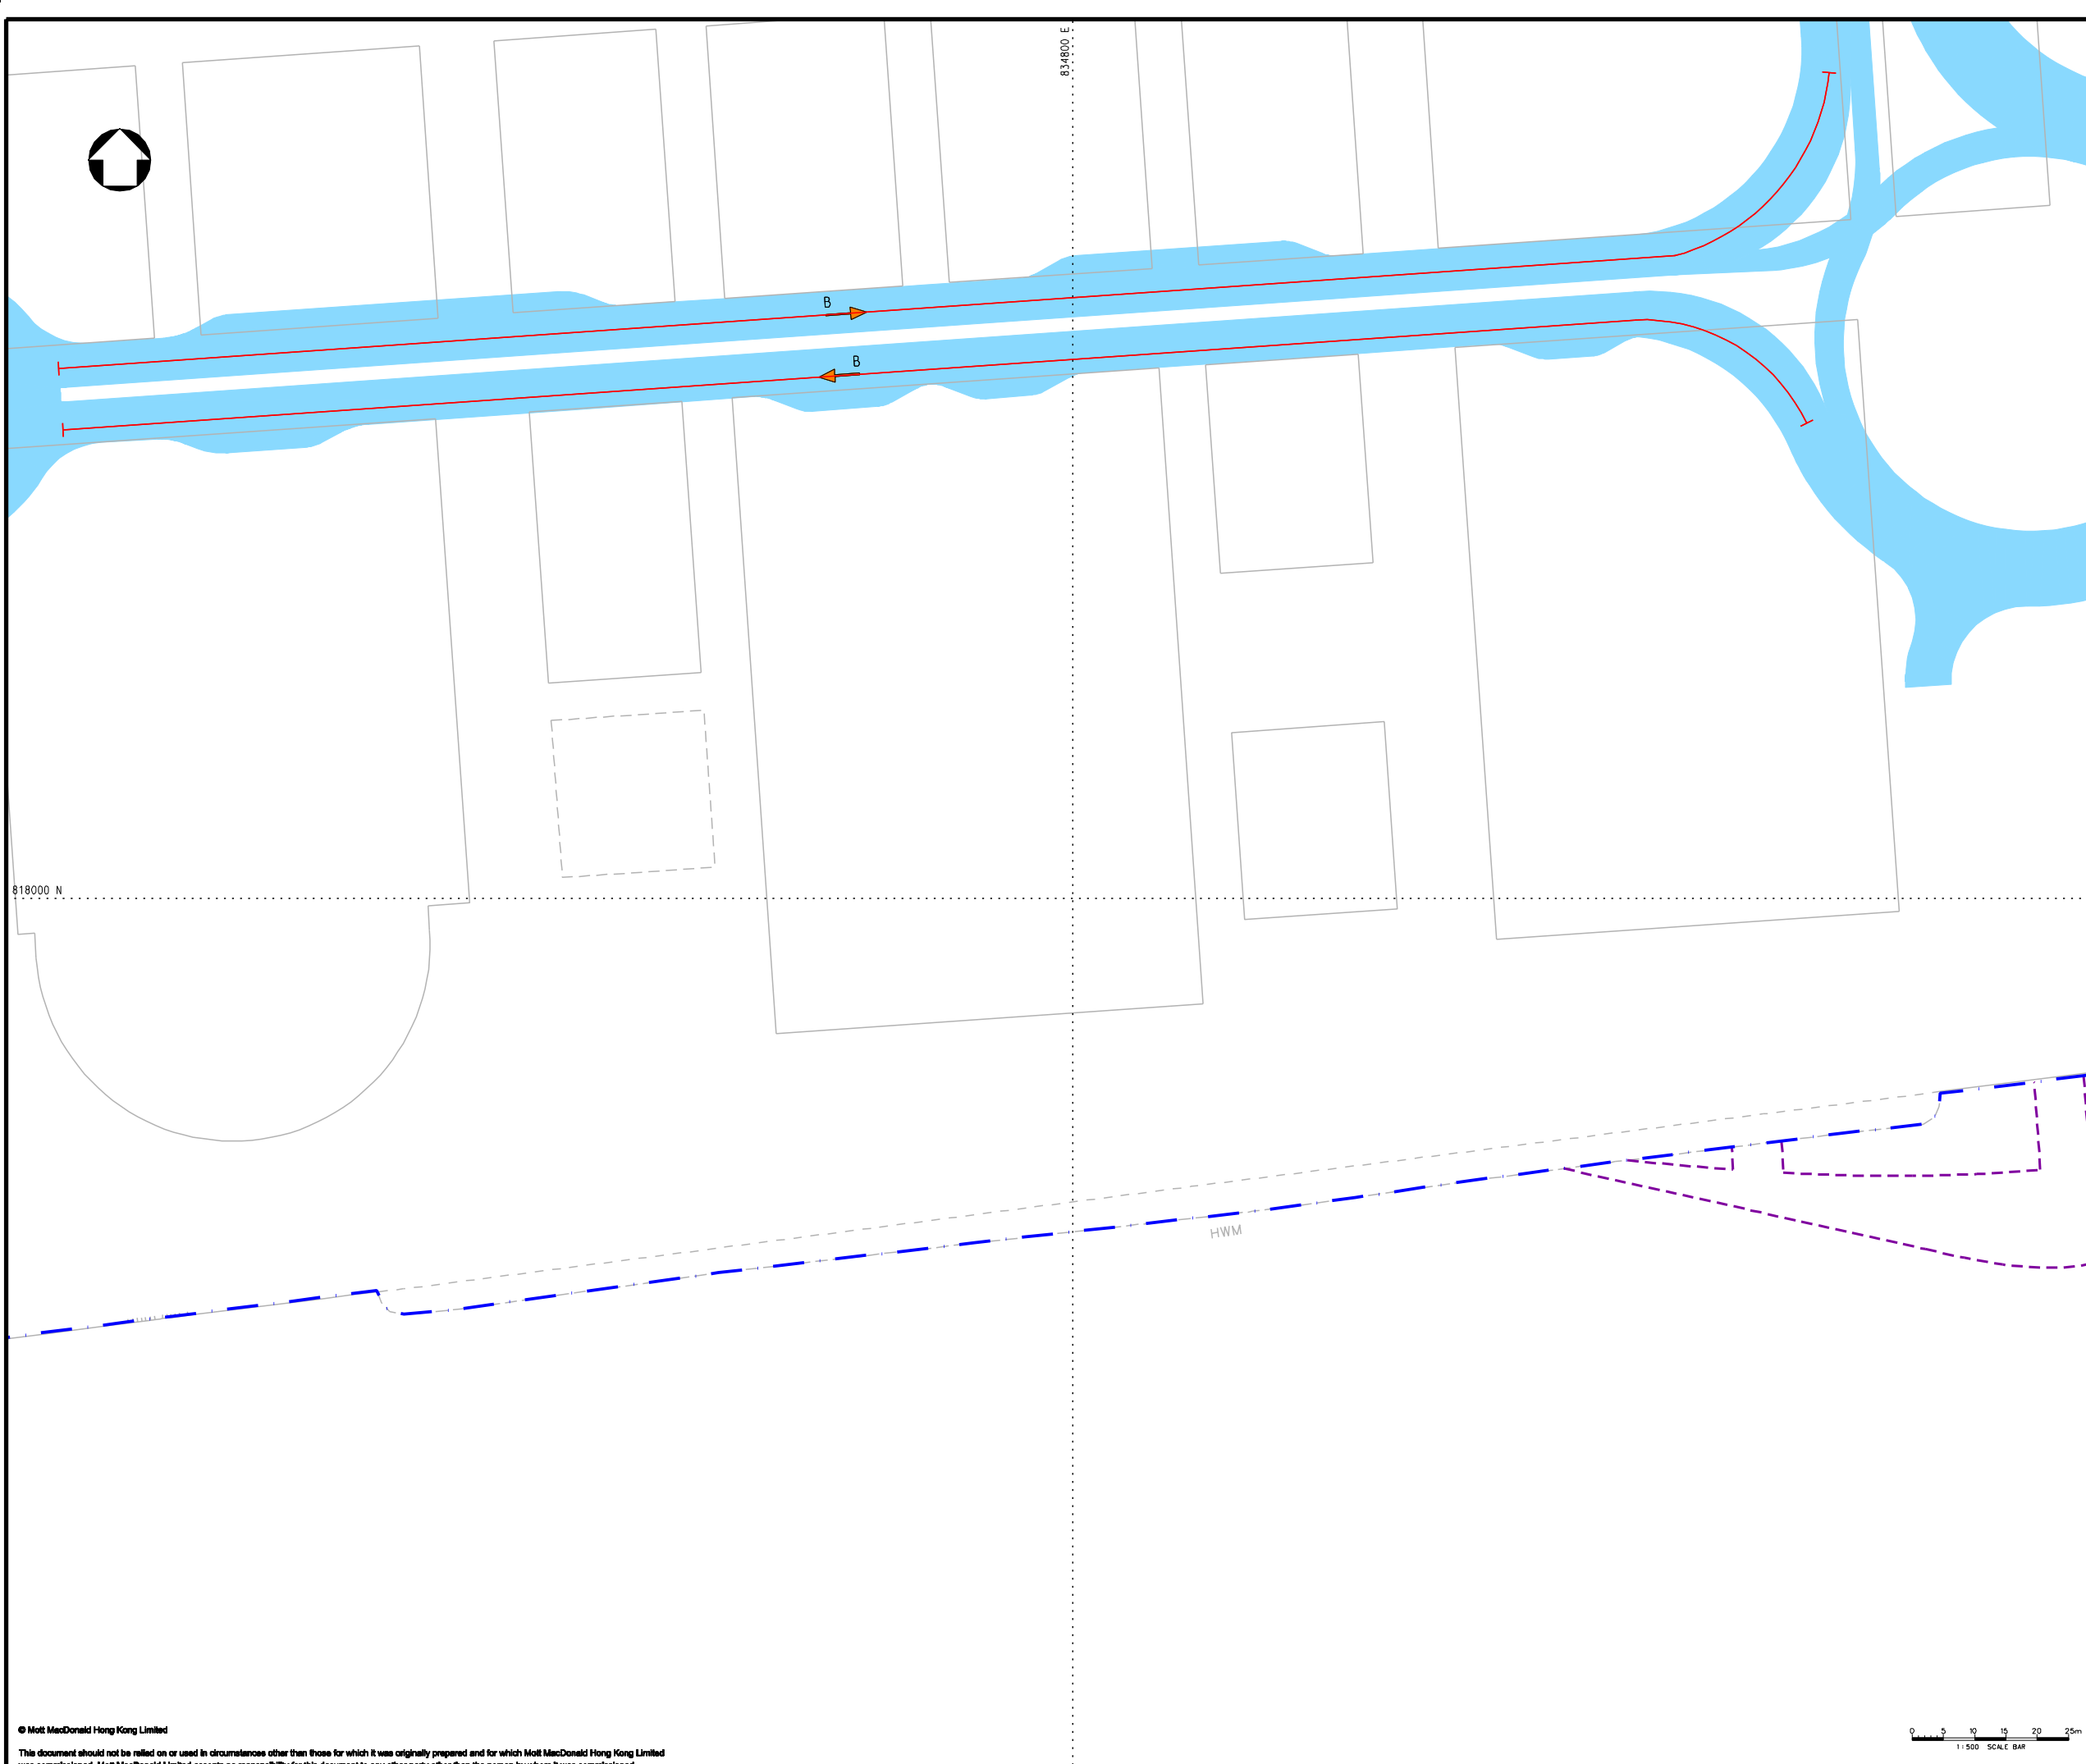 834800 E
B
B
818000 N
HWM
© Mott MacDonald Hong Kong Limited
This document should not be relied on or used in circumstances other than those for which it was originally prepared and for which Mott MacDonald Hong Kong Limited
0 5 10 15 20 25m
1:500 SCALE BAR